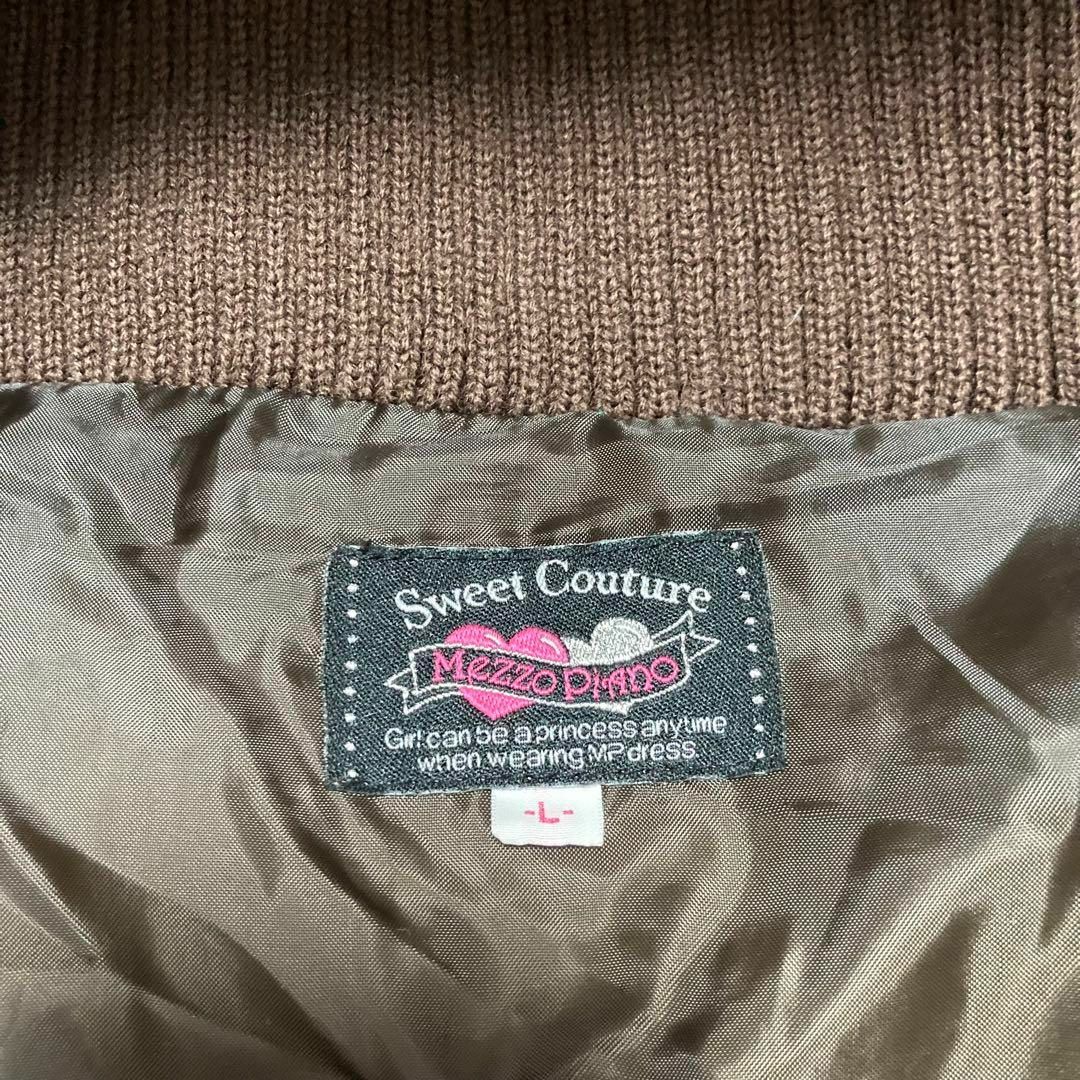 Sweet Couture
Mezzo Piano
Girl can be a princess anytime
when wearing MP dress
-L-